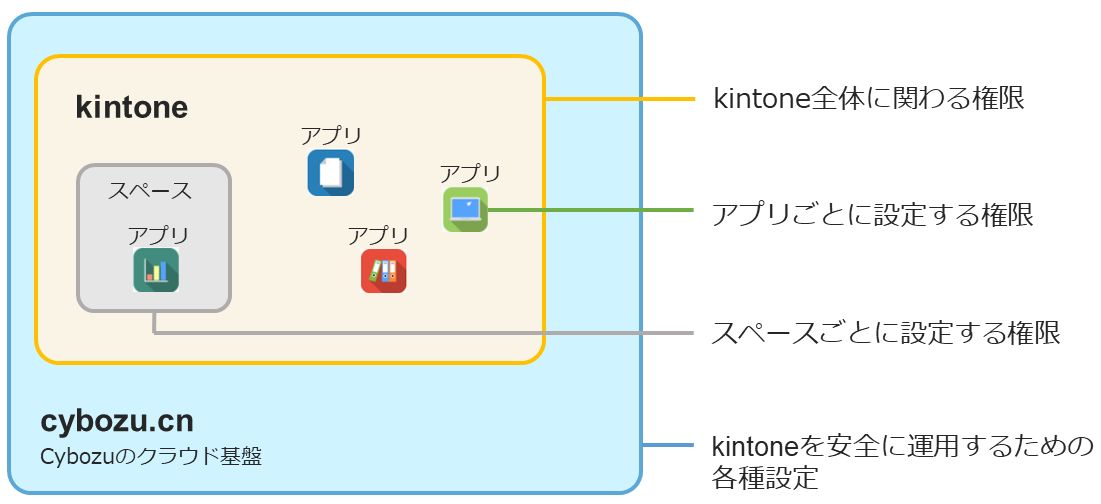 kintone
アプリ
アプリ
スペース
アプリ
アプリ
cybozu.cn
Cybozuのクラウド基盤
kintone全体に関わる権限
アプリごとに設定する権限
スペースごとに設定する権限
kintoneを安全に運用するための
各種設定